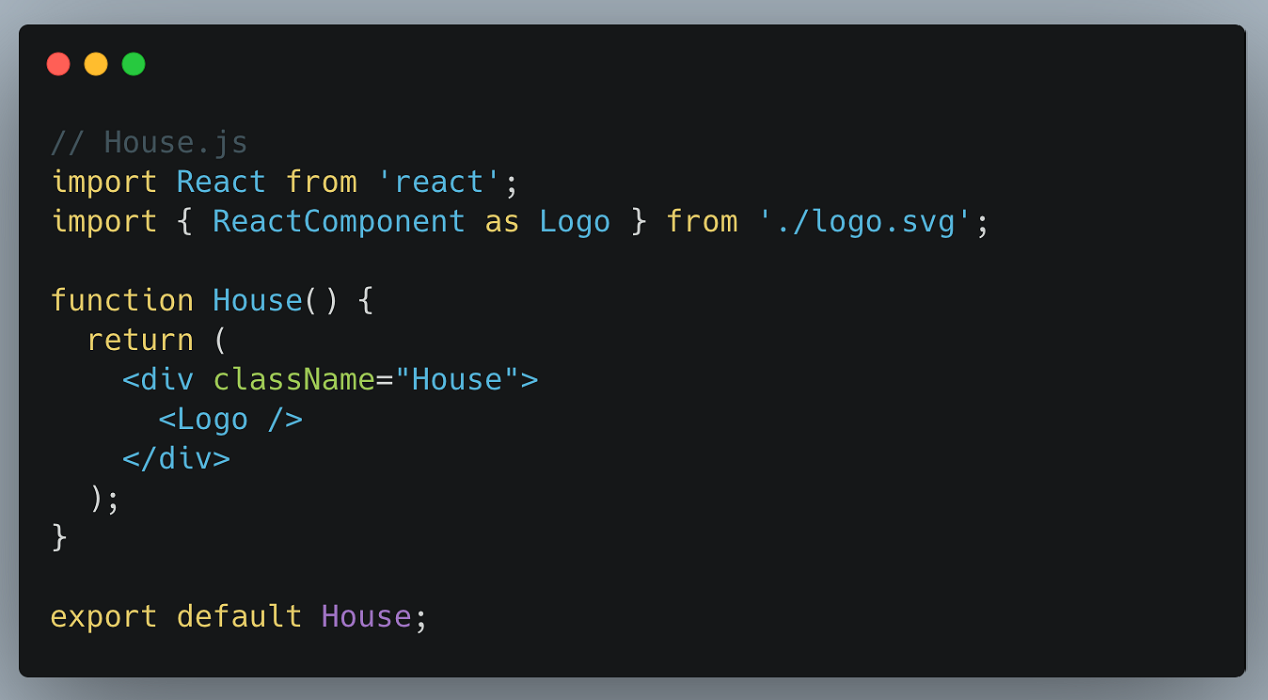 // House.js
import React from 'react';
import { ReactComponent as Logo } from './logo.svg';
function House() {
  return (
    <div className="House">
      <Logo />
    </div>
  );
}
export default House;